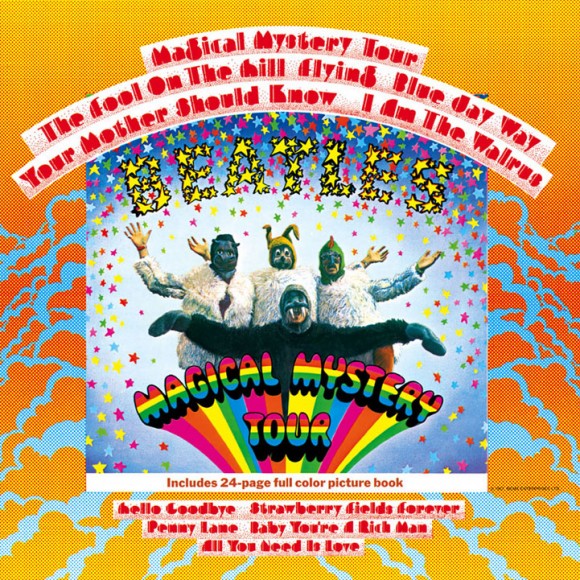 Magical Mystery Tour
The Fool On The Hill Flying Blue Jay Way
Your Mother Should Know I Am The Walrus
BEATLES
MAGICAL MYSTERY
TOUR
Includes 24-page full color picture book
Hello Goodbye Strawberry Fields Forever
Penny Lane Baby You're A Rich Man
All You Need Is Love